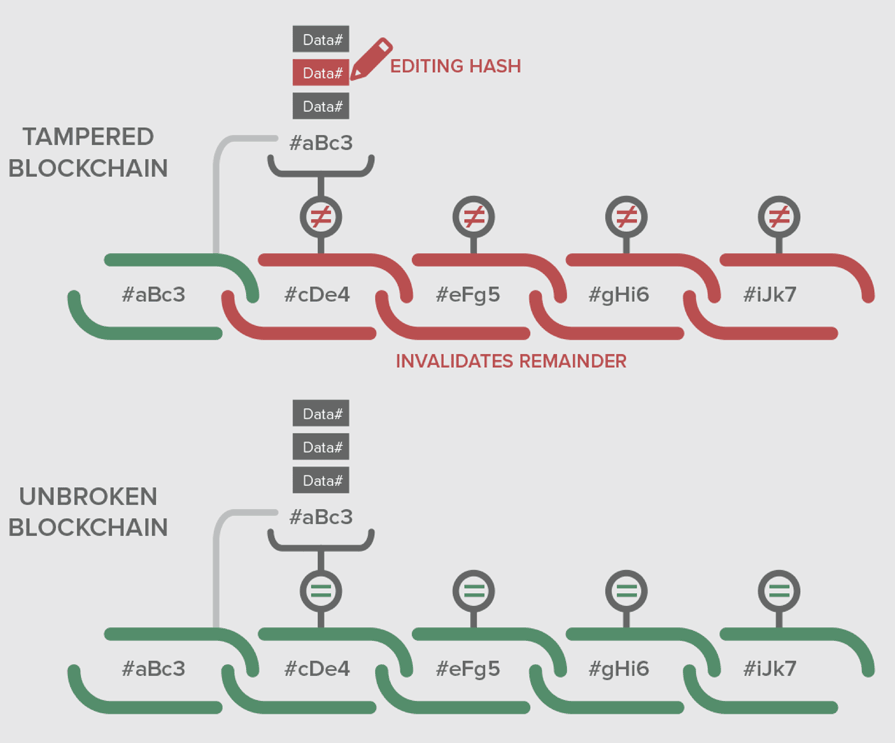 Data#
Data#
EDITING HASH
Data#
#aBc3
TAMPERED
BLOCKCHAIN
≠
≠
≠
≠
#aBc3
#cDe4
#eFg5
#gHi6
#iJk7
INVALIDATES REMAINDER
Data#
Data#
Data#
#aBc3
UNBROKEN
BLOCKCHAIN
=
=
=
=
#aBc3
#cDe4
#eFg5
#gHi6
#iJk7